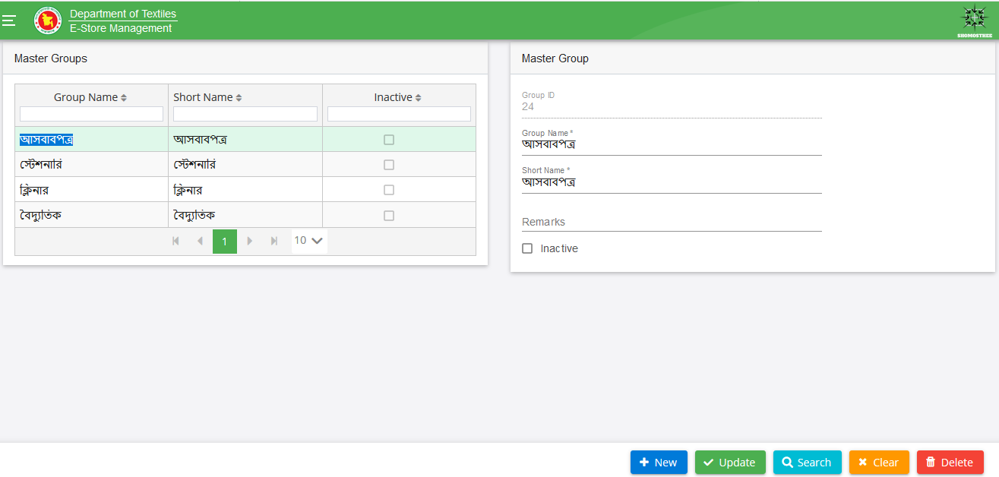 Department of Textiles
E-Store Management
SHOMOSTHEE
Master Groups
Group Name
Short Name
Inactive
আসবাবপত্র
আসবাবপত্র
স্টেশনারি
স্টেশনারি
ক্লিনার
ক্লিনার
বৈদ্যুতিক
বৈদ্যুতিক
1
10
Master Group
Group ID
24
Group Name *
আসবাবপত্র
Short Name *
আসবাবপত্র
Remarks
Inactive
New
Update
Search
Clear
Delete